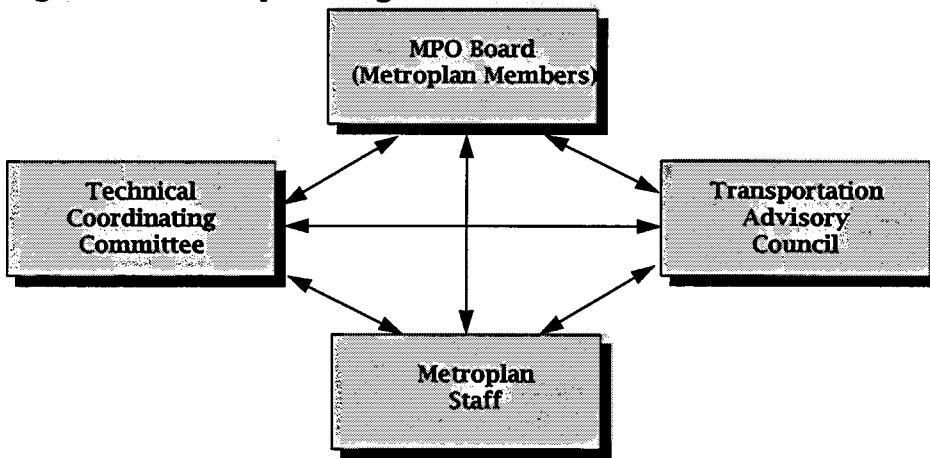 MPO Board
(Metroplan Members)
Technical
Coordinating
Committee
Transportation
Advisory
Council
Metroplan
Staff